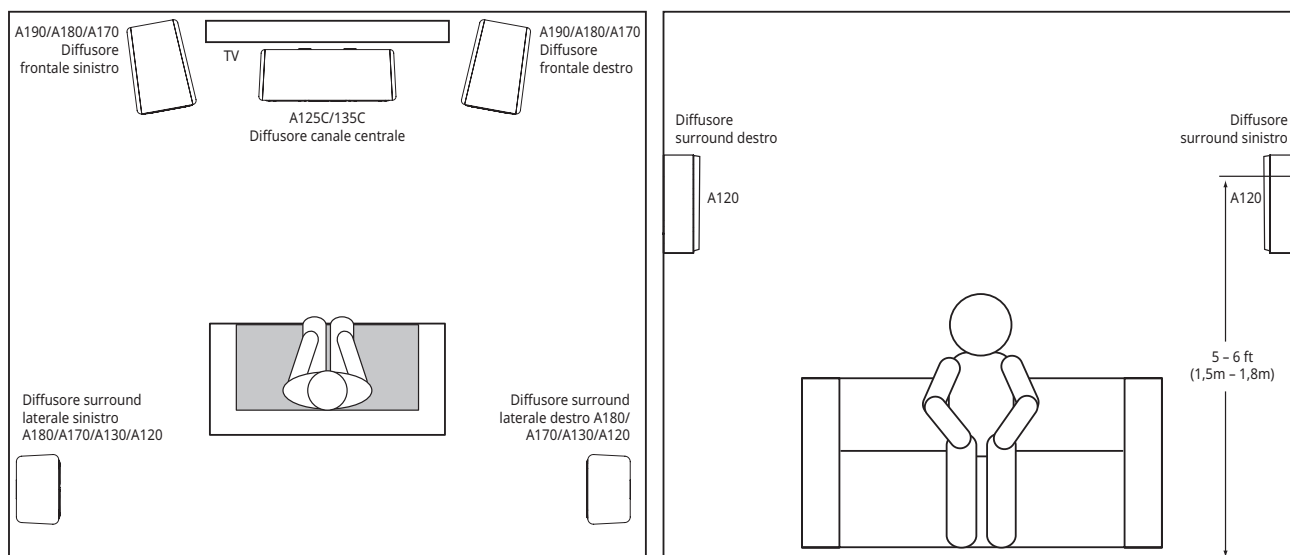 A190/A180/A170
Diffusore
frontale sinistro
TV
A190/A180/A170
Diffusore
frontale destro
A125C/135C
Diffusore canale centrale
Diffusore surround
laterale sinistro
A180/A170/A130/A120
Diffusore surround
laterale destro A180/
A170/A130/A120
Diffusore
surround destro
A120
Diffusore
surround sinistro
A120
5 – 6 ft
(1,5m – 1,8m)